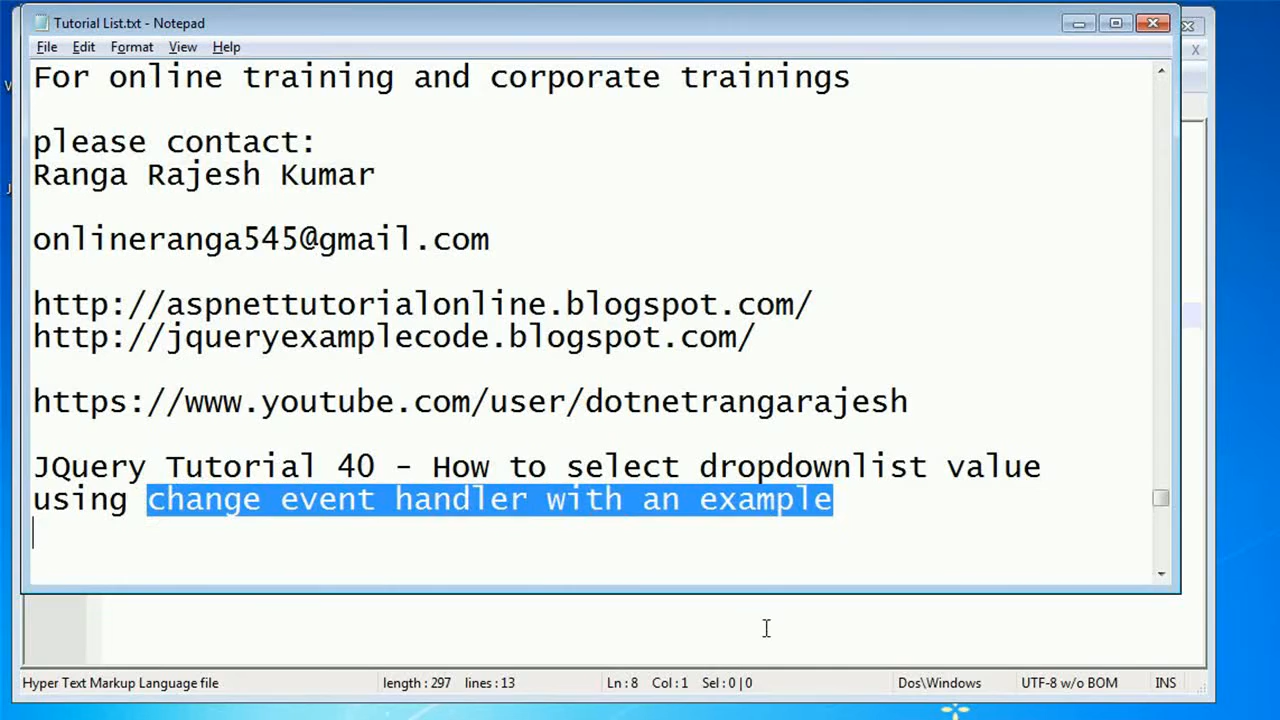 Tutorial List.txt - Notepad
File Edit Format View Help
For online training and corporate trainings
please contact:
Ranga Rajesh Kumar
onlineranga545@gmail.com
http://aspnettutorialonline.blogspot.com/
http://jqueryexamplecode.blogspot.com/
https://www.youtube.com/user/dotnetrangarajesh
JQuery Tutorial 40 - How to select dropdownlist value
using change event handler with an example
Hyper Text Markup Language file length : 297 lines : 13 Ln : 8 Col : 1 Sel : 0 | 0 Dos\Windows UTF-8 w/o BOM INS